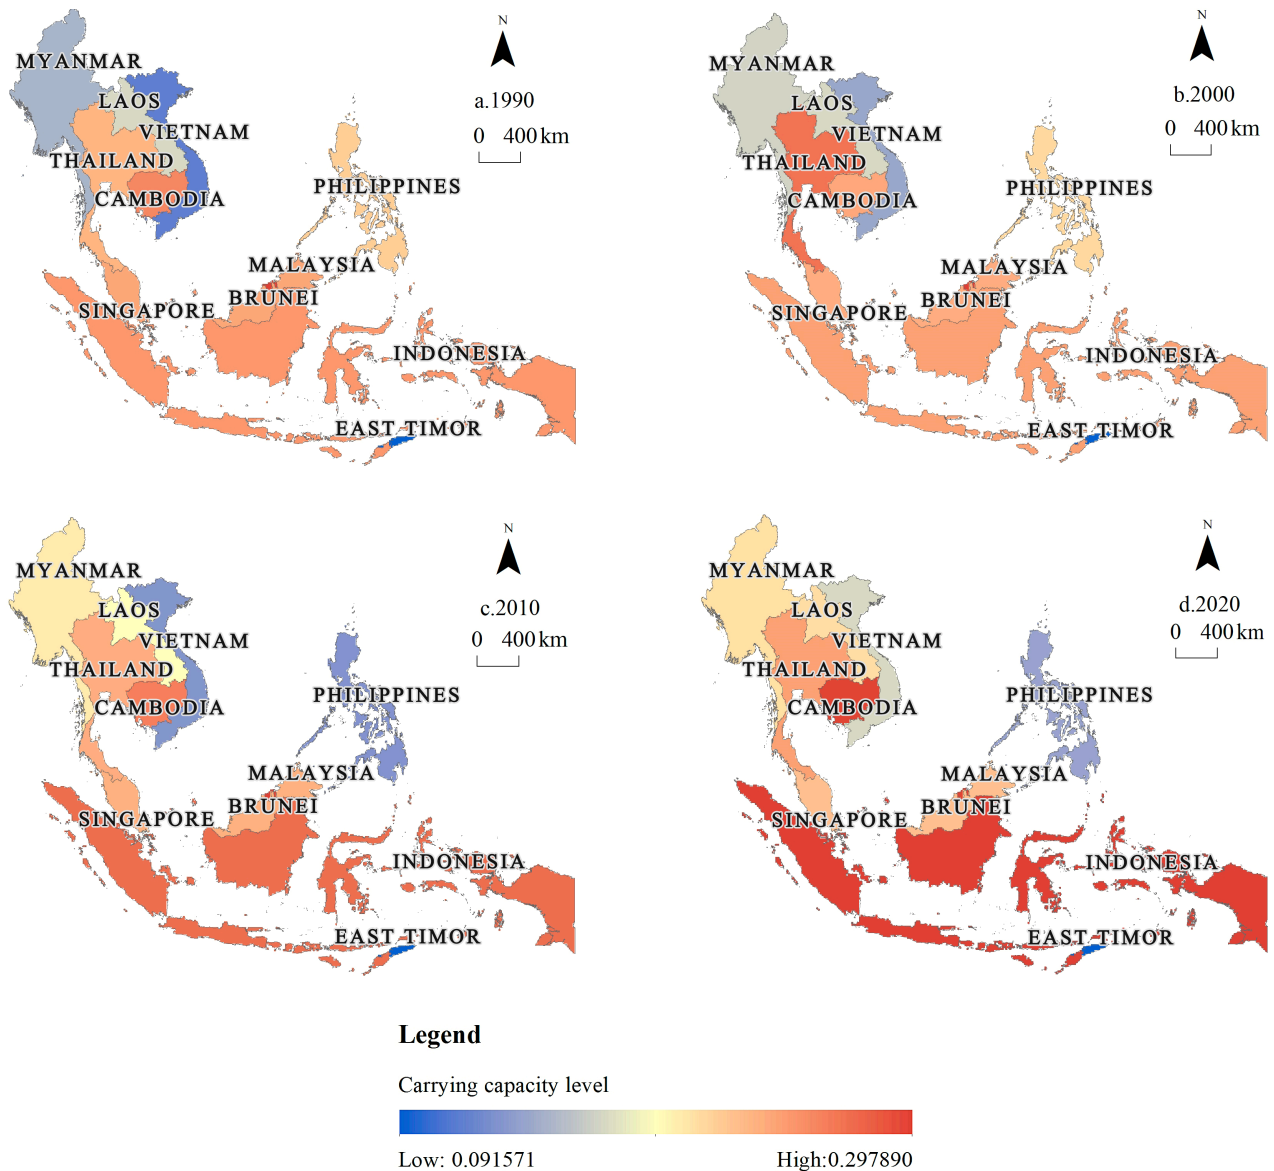 N
a.1990
0 400 km
MYANMAR
LAOS
VIETNAM
THAILAND
CAMBODIA
PHILIPPINES
MALAYSIA
BRUNEI
SINGAPORE
INDONESIA
EAST TIMOR
N
b.2000
0 400 km
MYANMAR
LAOS
VIETNAM
THAILAND
CAMBODIA
PHILIPPINES
MALAYSIA
BRUNEI
SINGAPORE
INDONESIA
EAST TIMOR
N
c.2010
0 400 km
MYANMAR
LAOS
VIETNAM
THAILAND
CAMBODIA
PHILIPPINES
MALAYSIA
BRUNEI
SINGAPORE
INDONESIA
EAST TIMOR
N
d.2020
0 400 km
MYANMAR
LAOS
VIETNAM
THAILAND
CAMBODIA
PHILIPPINES
MALAYSIA
BRUNEI
SINGAPORE
INDONESIA
EAST TIMOR
Legend
Carrying capacity level
Low: 0.091571 High:0.297890